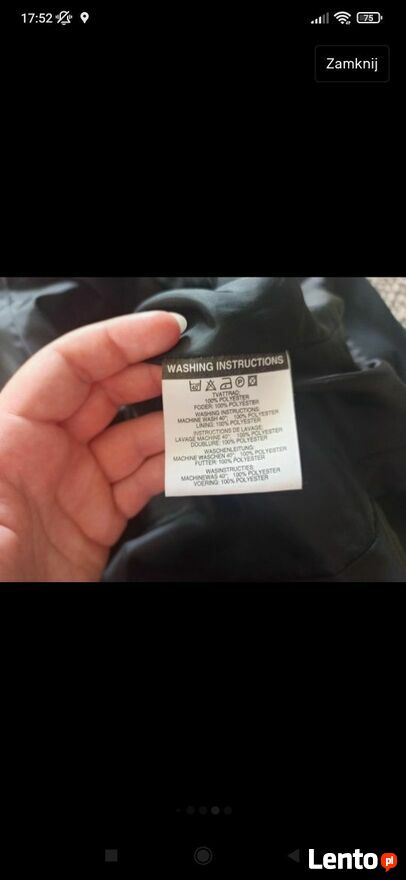 17:52
75
Zamknij
WASHING INSTRUCTIONS
40
P
TVATTRAD:
100% POLYESTER
FODER: 100% POLYESTER
WASHING INSTRUCTIONS:
MACHINE WASH 40°: 100% POLYESTER
LINING: 100% POLYESTER
INSTRUCTIONS DE LAVAGE:
LAVAGE MACHINE 40°: 100% POLYESTER
DOUBLURE: 100% POLYESTER
WASCHENLEITUNG:
MACHINE WASCHEN 40°: 100% POLYESTER
FUTTER: 100% POLYESTER
WASINSTRUCTIES:
MACHINEWAS 40°: 100% POLYESTER
VOERING: 100% POLYESTER
Lento pl